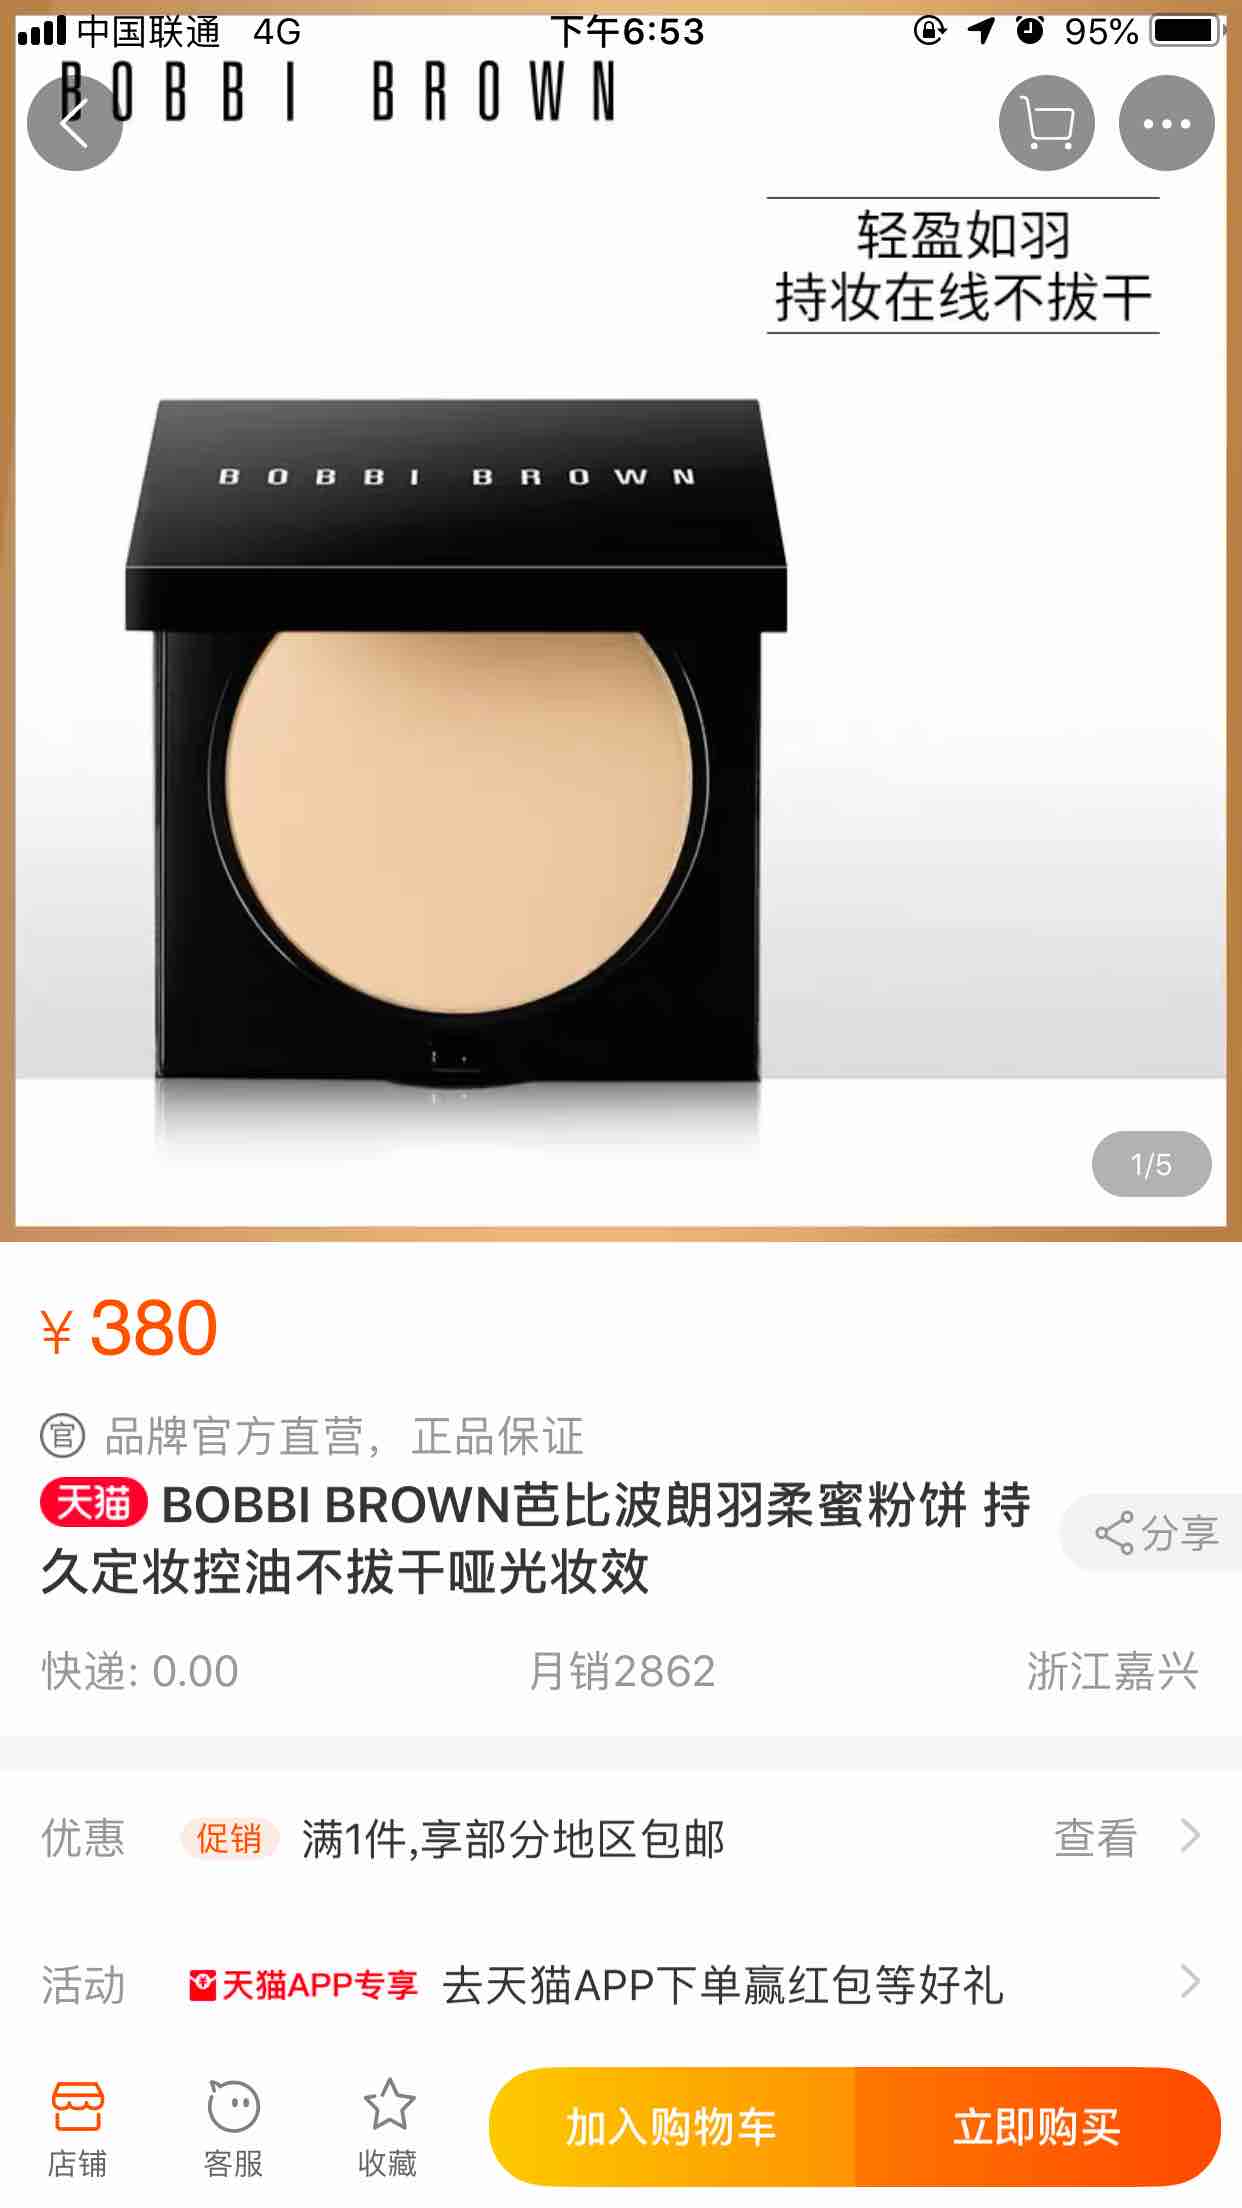 中国联通 4G 下午6:53 95%
BOBBI BROWN
轻盈如羽
持妆在线不拔干
BOBBI BROWN
1/5
¥ 380
官 品牌官方直营，正品保证
天猫 BOBBI BROWN芭比波朗羽柔蜜粉饼 持
久定妆控油不拔干哑光妆效
分享
快递: 0.00 月销2862 浙江嘉兴
优惠 促销 满1件,享部分地区包邮 查看
活动 天猫APP专享 去天猫APP下单赢红包等好礼
店铺 客服 收藏 加入购物车 立即购买